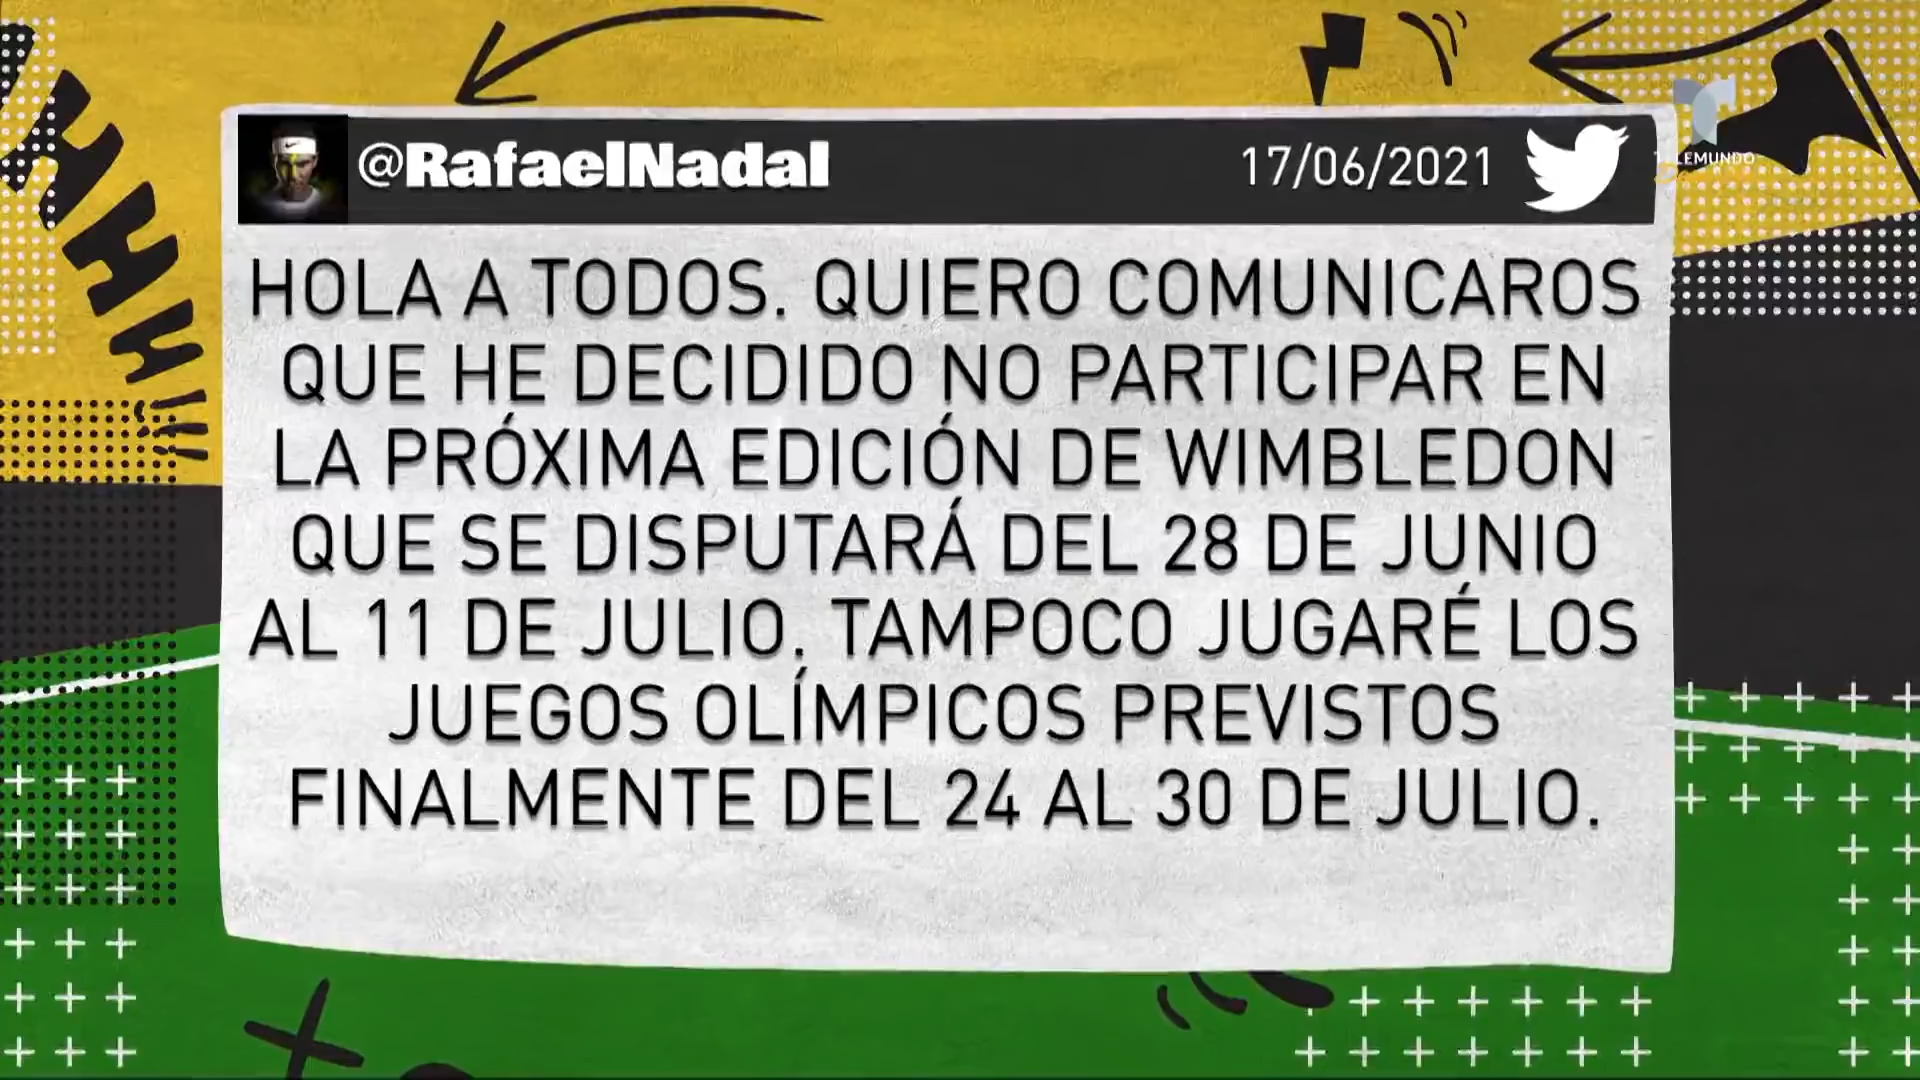 HHHH!!!
@RafaelNadal
17/06/2021
TELEMUNDO
HOLA A TODOS. QUIERO COMUNICAROS
QUE HE DECIDIDO NO PARTICIPAR EN
LA PRÓXIMA EDICIÓN DE WIMBLEDON
QUE SE DISPUTARÁ DEL 28 DE JUNIO
AL 11 DE JULIO. TAMPOCO JUGARÉ LOS
JUEGOS OLÍMPICOS PREVISTOS
FINALMENTE DEL 24 AL 30 DE JULIO.